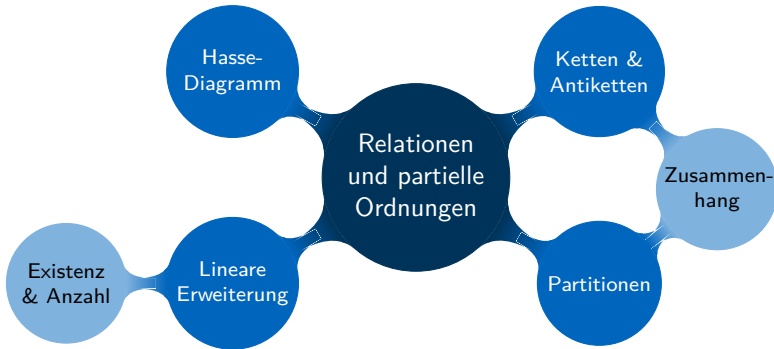 Hasse-
Diagramm
Ketten &
Antiketten
Relationen
und partielle
Ordnungen
Zusammen-
hang
Existenz
& Anzahl
Lineare
Erweiterung
Partitionen